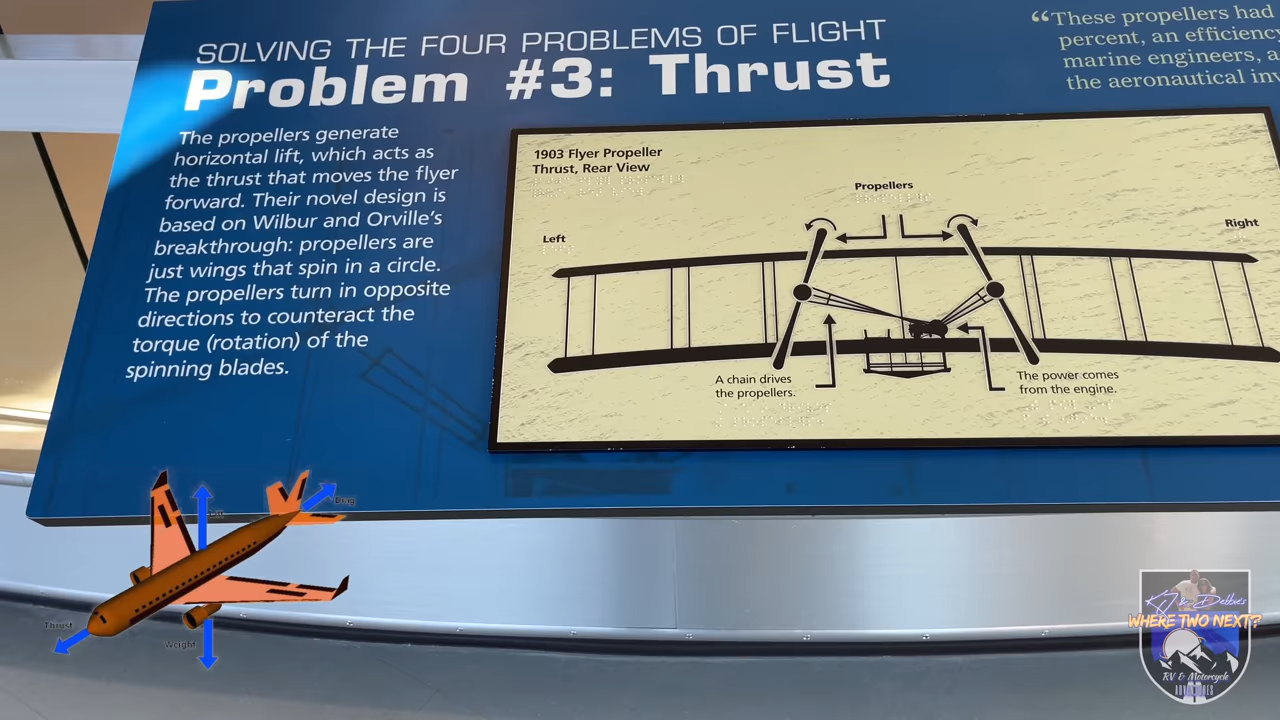 SOLVING THE FOUR PROBLEMS OF FLIGHT
Problem #3: Thrust
The propellers generate
horizontal lift, which acts as
the thrust that moves the flyer
forward. Their novel design is
based on Wilbur and Orville's
breakthrough: propellers are
just wings that spin in a circle.
The propellers turn in opposite
directions to counteract the
torque (rotation) of the
spinning blades.
“These propellers had
percent, an efficiency
marine engineers, a
the aeronautical inv
1903 Flyer Propeller
Thrust, Rear View
Propellers
Left
Right
A chain drives
the propellers.
The power comes
from the engine.
Drag
Lift
Thrust
Weight
& Debbie's
WHERE TWO NEXT?
RV & Motorcycle
ADVENTURES